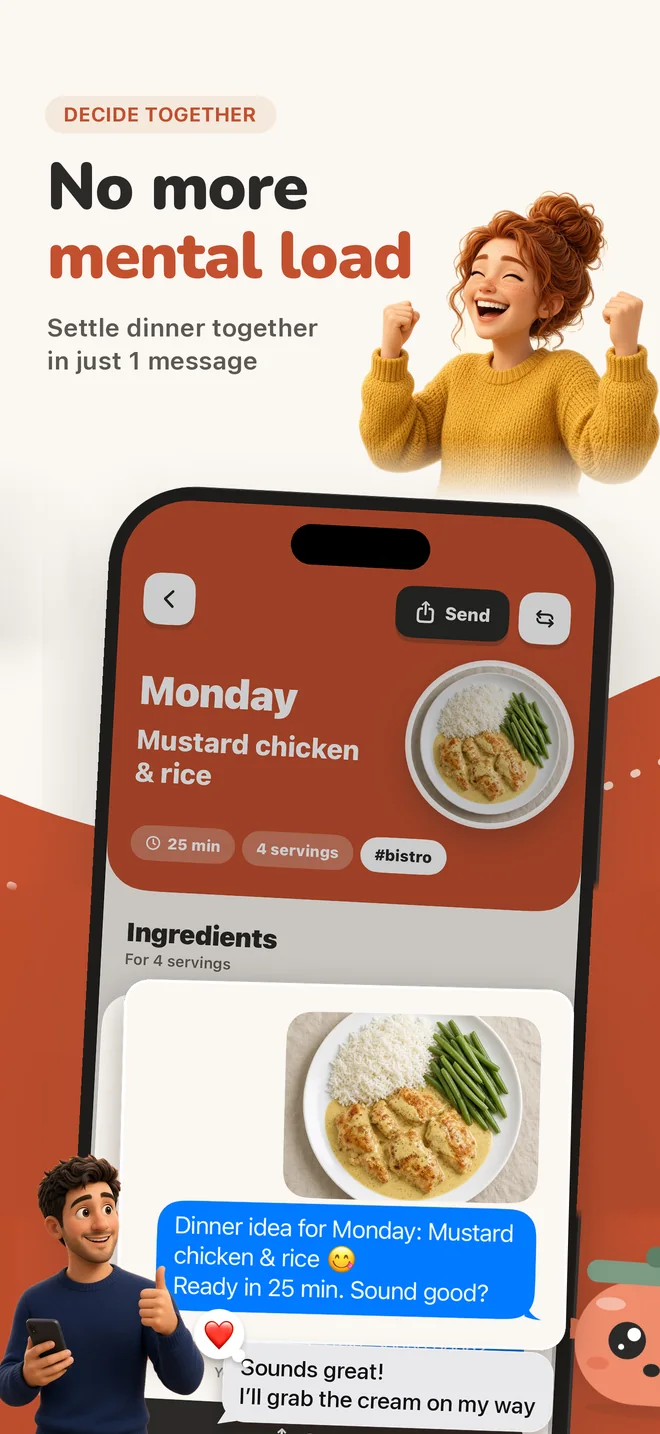 DECIDE TOGETHER
No more
mental load
Settle dinner together
in just 1 message
Send
Monday
Mustard chicken
& rice
25 min
4 servings
#bistro
Ingredients
For 4 servings
Dinner idea for Monday: Mustard
chicken & rice 😋
Ready in 25 min. Sound good?
Sounds great!
I'll grab the cream on my way